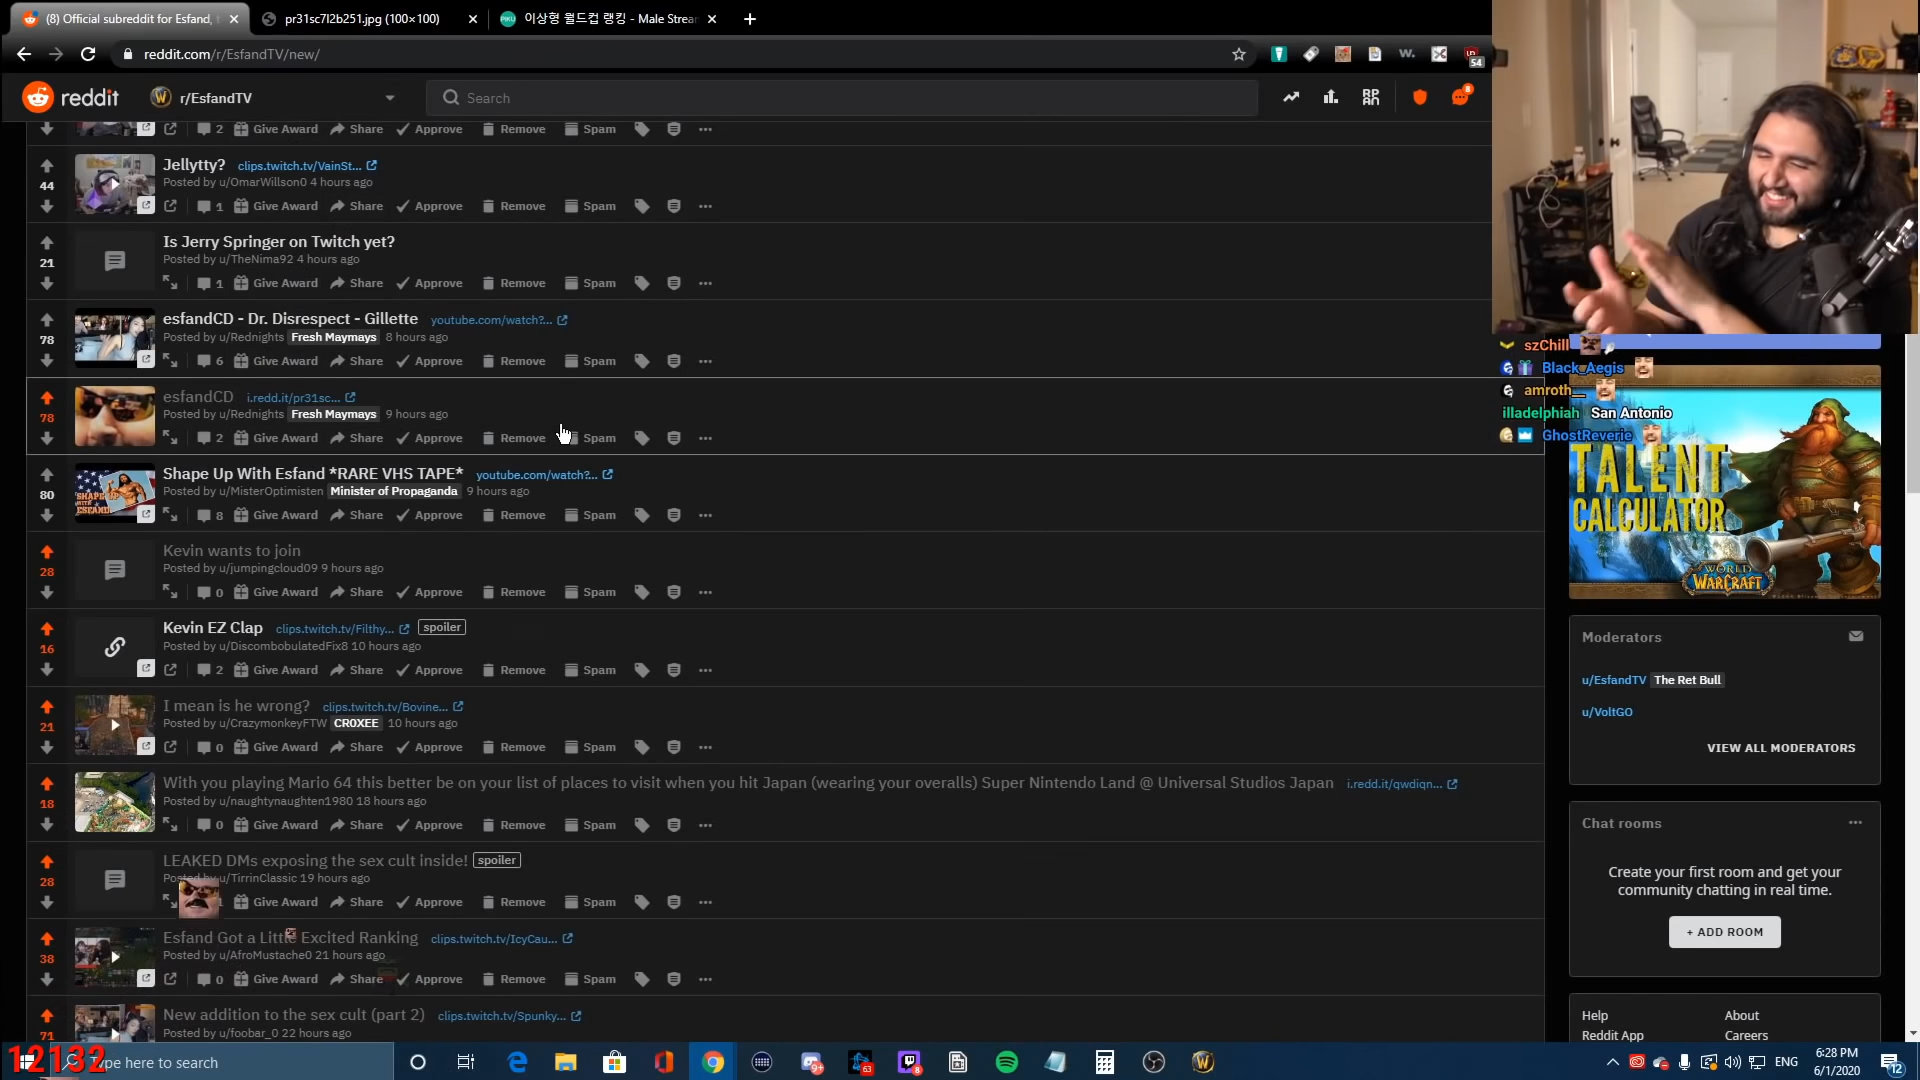 (8) Official subreddit for Esfand,
pr31sc7l2b251.jpg (100×100)
이상형 월드컵 랭킹 - Male Strear
reddit.com/r/EsfandTV/new/
54
reddit
r/EsfandTV
Search
8
2 Give Award Share Approve Remove Spam
Jellytty? clips.twitch.tv/VainSt...
44
Posted by u/OmarWillson0 4 hours ago
1 Give Award Share Approve Remove Spam
Is Jerry Springer on Twitch yet?
21
Posted by u/TheNima92 4 hours ago
1 Give Award Share Approve Remove Spam
esfandCD - Dr. Disrespect - Gillette youtube.com/watch?...
78
Posted by u/Rednights Fresh Maymays 8 hours ago
6 Give Award Share Approve Remove Spam
esfandCD i.redd.it/pr31sc...
78
Posted by u/Rednights Fresh Maymays 9 hours ago
2 Give Award Share Approve Remove Spam
Shape Up With Esfand *RARE VHS TAPE* youtube.com/watch?...
80
Posted by u/MisterOptimisten Minister of Propaganda 9 hours ago
8 Give Award Share Approve Remove Spam
Kevin wants to join
28
Posted by u/jumpingcloud09 9 hours ago
0 Give Award Share Approve Remove Spam
Kevin EZ Clap clips.twitch.tv/Filthy... spoiler
16
Posted by u/DiscombobulatedFix8 10 hours ago
2 Give Award Share Approve Remove Spam
I mean is he wrong? clips.twitch.tv/Bovine...
21
Posted by u/CrazymonkeyFTW CROXEE 10 hours ago
0 Give Award Share Approve Remove Spam
With you playing Mario 64 this better be on your list of places to visit when you hit Japan (wearing your overalls) Super Nintendo Land @ Universal Studios Japan i.redd.it/qwdiqn...
18
Posted by u/naughtynaughten1980 18 hours ago
0 Give Award Share Approve Remove Spam
LEAKED DMs exposing the sex cult inside! spoiler
28
Posted by u/TirrinClassic 19 hours ago
Give Award Share Approve Remove Spam
Esfand Got a Little Excited Ranking clips.twitch.tv/IcyCau...
38
Posted by u/AfroMustache0 21 hours ago
0 Give Award Share Approve Remove Spam
New addition to the sex cult (part 2) clips.twitch.tv/Spunky...
71
Posted by u/foobar_0 22 hours ago
szChill
Black_Aegis
amroth__
illadelphiah San Antonio
GhostReverie
TALENT
CALCULATOR
WORLD
OF
WARCRAFT
Moderators
u/EsfandTV The Ret Bull
u/VoltGO
VIEW ALL MODERATORS
Chat rooms
Create your first room and get your
community chatting in real time.
+ ADD ROOM
Help About
Reddit App Careers
12132
Type here to search
9+
63
8
ENG
6:28 PM
6/1/2020
12